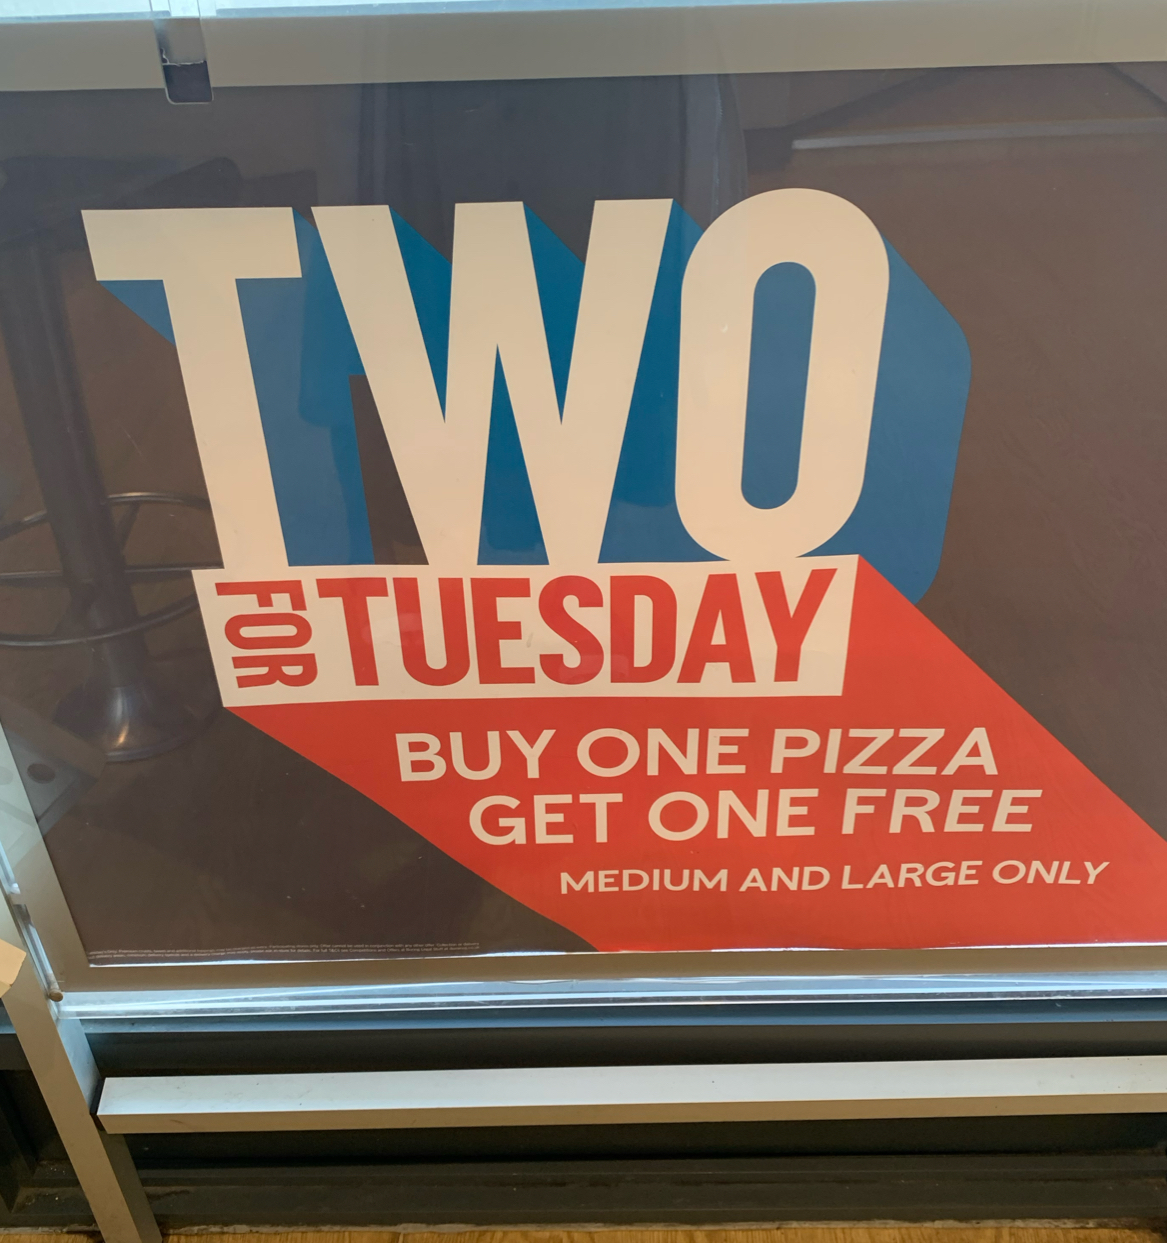 TWO
FOR TUESDAY
BUY ONE PIZZA
GET ONE FREE
MEDIUM AND LARGE ONLY